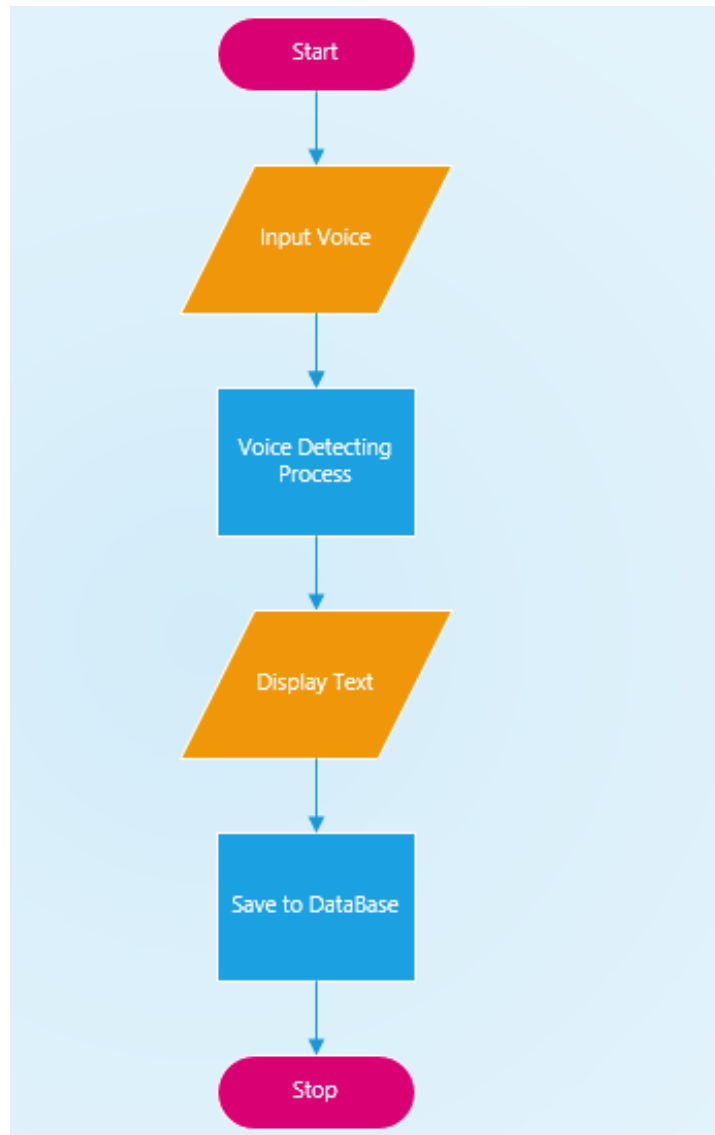 Start
Input Voice
Voice Detecting
Process
Display Text
Save to DataBase
Stop